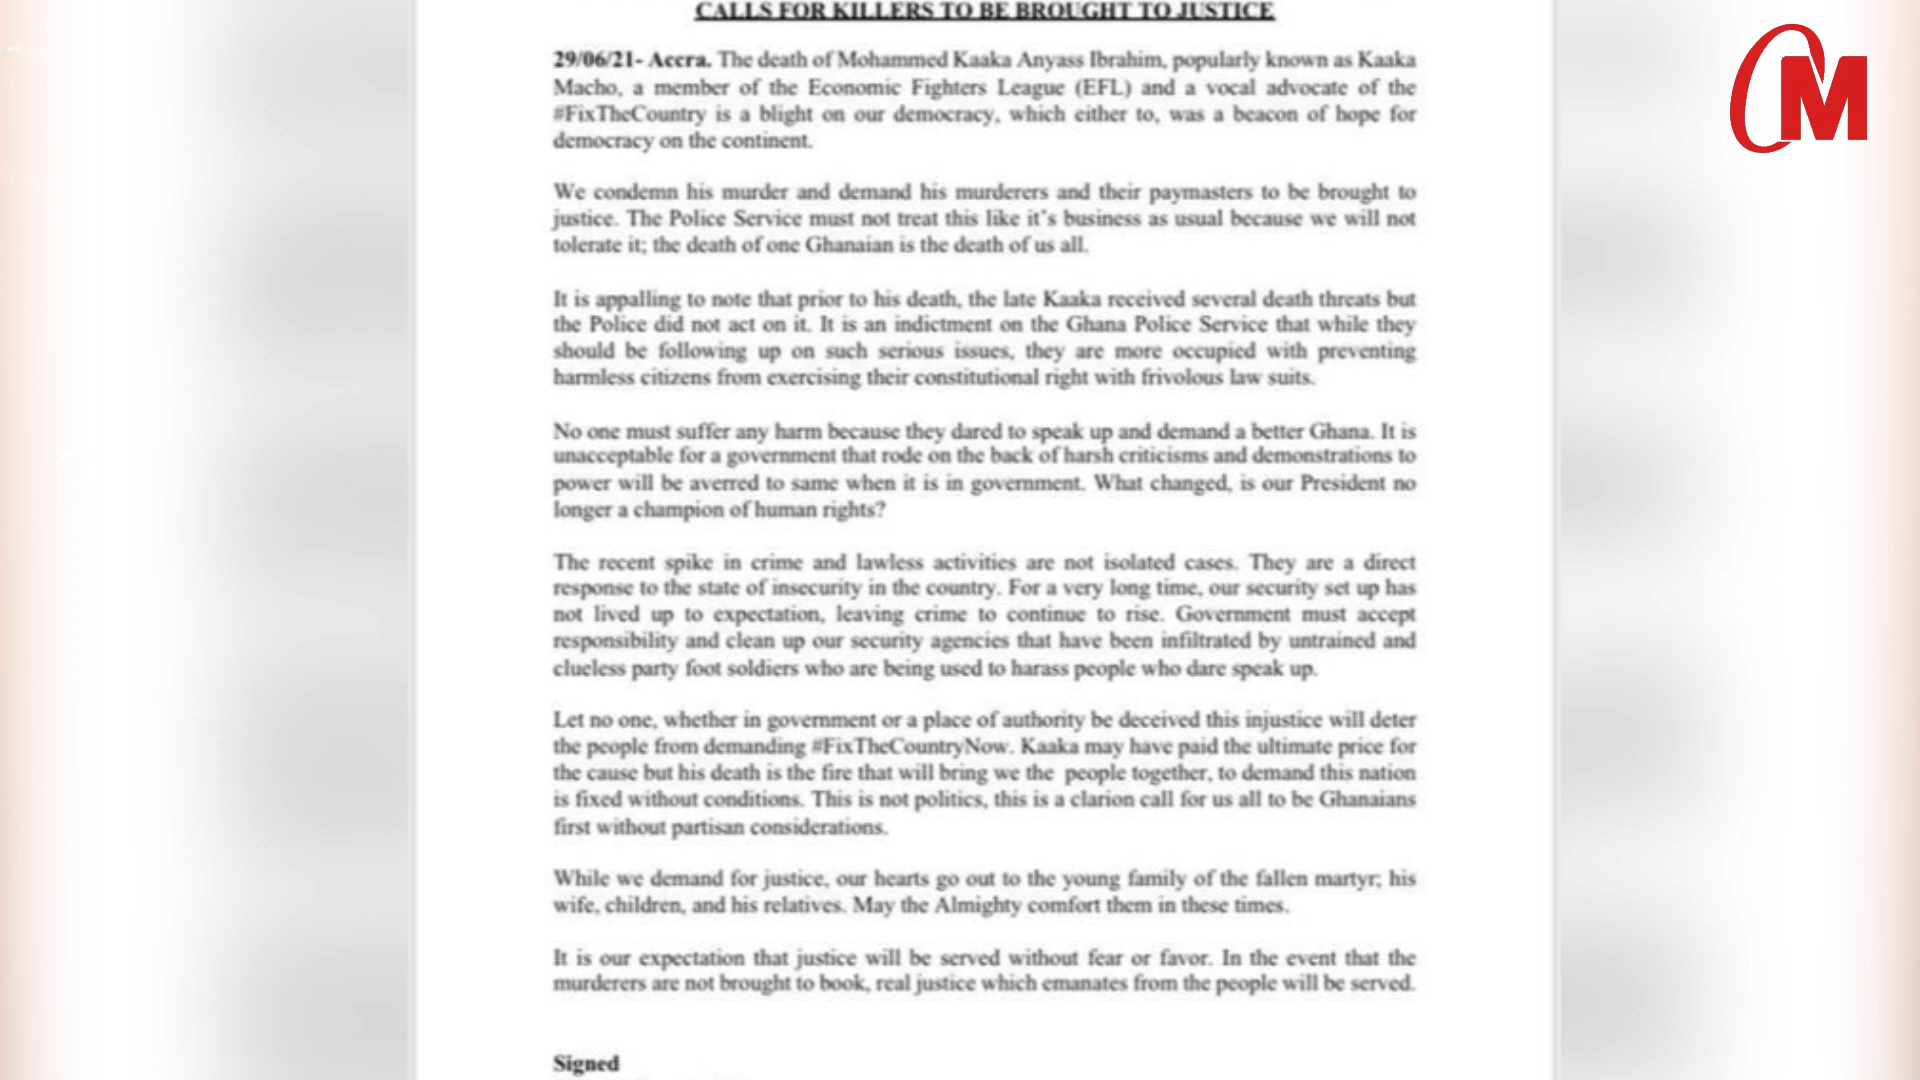 CALLS FOR KILLERS TO BE BROUGHT TO JUSTICE
29/06/21- Accra. The death of Mohammed Kaaka Anyass Ibrahim, popularly known as Kaaka
Macho, a member of the Economic Fighters League (EFL) and a vocal advocate of the
#FixTheCountry is a blight on our democracy, which either to, was a beacon of hope for
democracy on the continent.
We condemn his murder and demand his murderers and their paymasters to be brought to
justice. The Police Service must not treat this like it's business as usual because we will not
tolerate it; the death of one Ghanaian is the death of us all.
It is appalling to note that prior to his death, the late Kaaka received several death threats but
the Police did not act on it. It is an indictment on the Ghana Police Service that while they
should be following up on such serious issues, they are more occupied with preventing
harmless citizens from exercising their constitutional right with frivolous law suits.
No one must suffer any harm because they dared to speak up and demand a better Ghana. It is
unacceptable for a government that rode on the back of harsh criticisms and demonstrations to
power will be averred to same when it is in government. What changed, is our President no
longer a champion of human rights?
The recent spike in crime and lawless activities are not isolated cases. They are a direct
response to the state of insecurity in the country. For a very long time, our security set up has
not lived up to expectation, leaving crime to continue to rise. Government must accept
responsibility and clean up our security agencies that have been infiltrated by untrained and
clueless party foot soldiers who are being used to harass people who dare speak up.
Let no one, whether in government or a place of authority be deceived this injustice will deter
the people from demanding #FixTheCountryNow. Kaaka may have paid the ultimate price for
the cause but his death is the fire that will bring we the people together, to demand this nation
is fixed without conditions. This is not politics, this is a clarion call for us all to be Ghanaians
first without partisan considerations.
While we demand for justice, our hearts go out to the young family of the fallen martyr; his
wife, children, and his relatives. May the Almighty comfort them in these times.
It is our expectation that justice will be served without fear or favor. In the event that the
murderers are not brought to book, real justice which emanates from the people will be served.
Signed
M